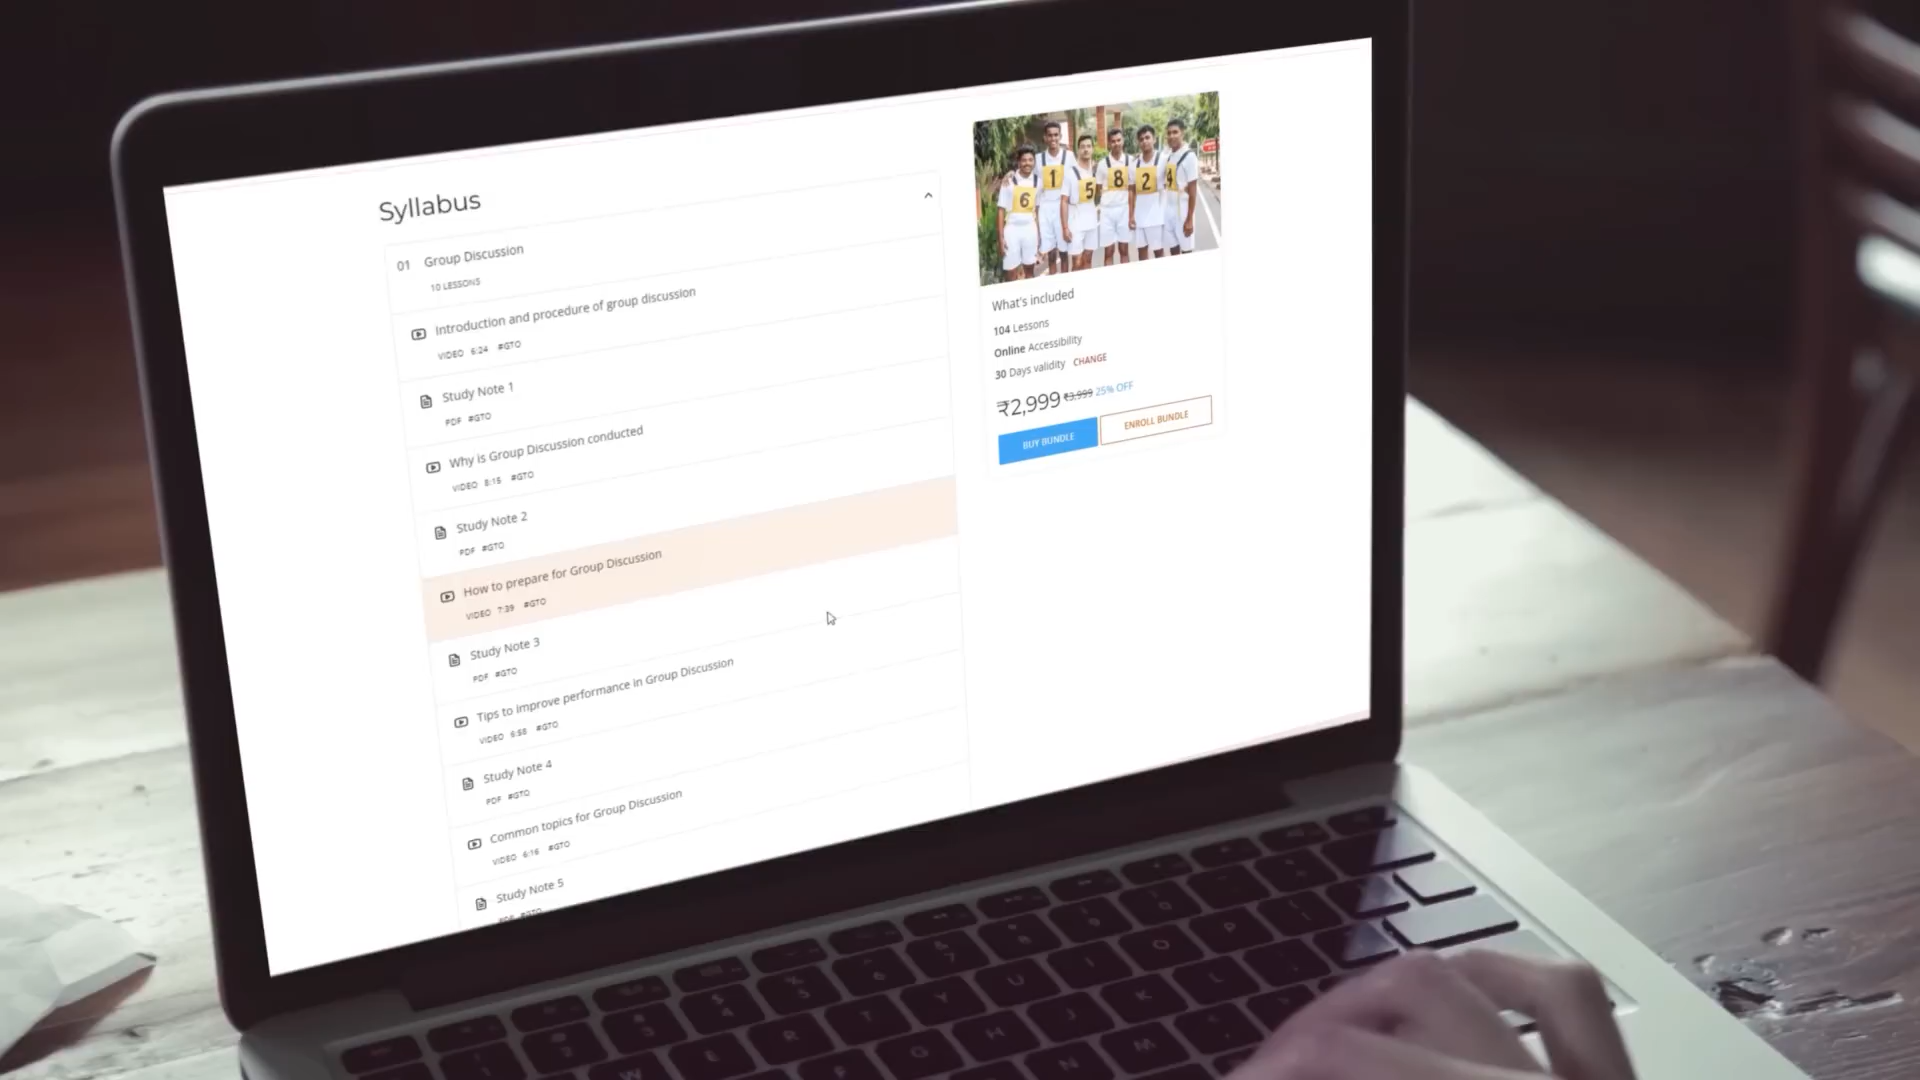 Syllabus
01 Group Discussion
10 LESSONS
Introduction and procedure of group discussion
VIDEO 6:24 #GTO
Study Note 1
PDF #GTO
Why is Group Discussion conducted
VIDEO 8:15 #GTO
Study Note 2
PDF #GTO
How to prepare for Group Discussion
VIDEO 7:39 #GTO
Study Note 3
PDF #GTO
Tips to improve performance in Group Discussion
VIDEO 6:58 #GTO
Study Note 4
PDF #GTO
Common topics for Group Discussion
VIDEO 6:16 #GTO
Study Note 5
PDF #GTO
6 1 5 8 2 4
What's included
104 Lessons
Online Accessibility
30 Days validity CHANGE
₹2,999 ₹3,999 25% OFF
BUY BUNDLE ENROLL BUNDLE